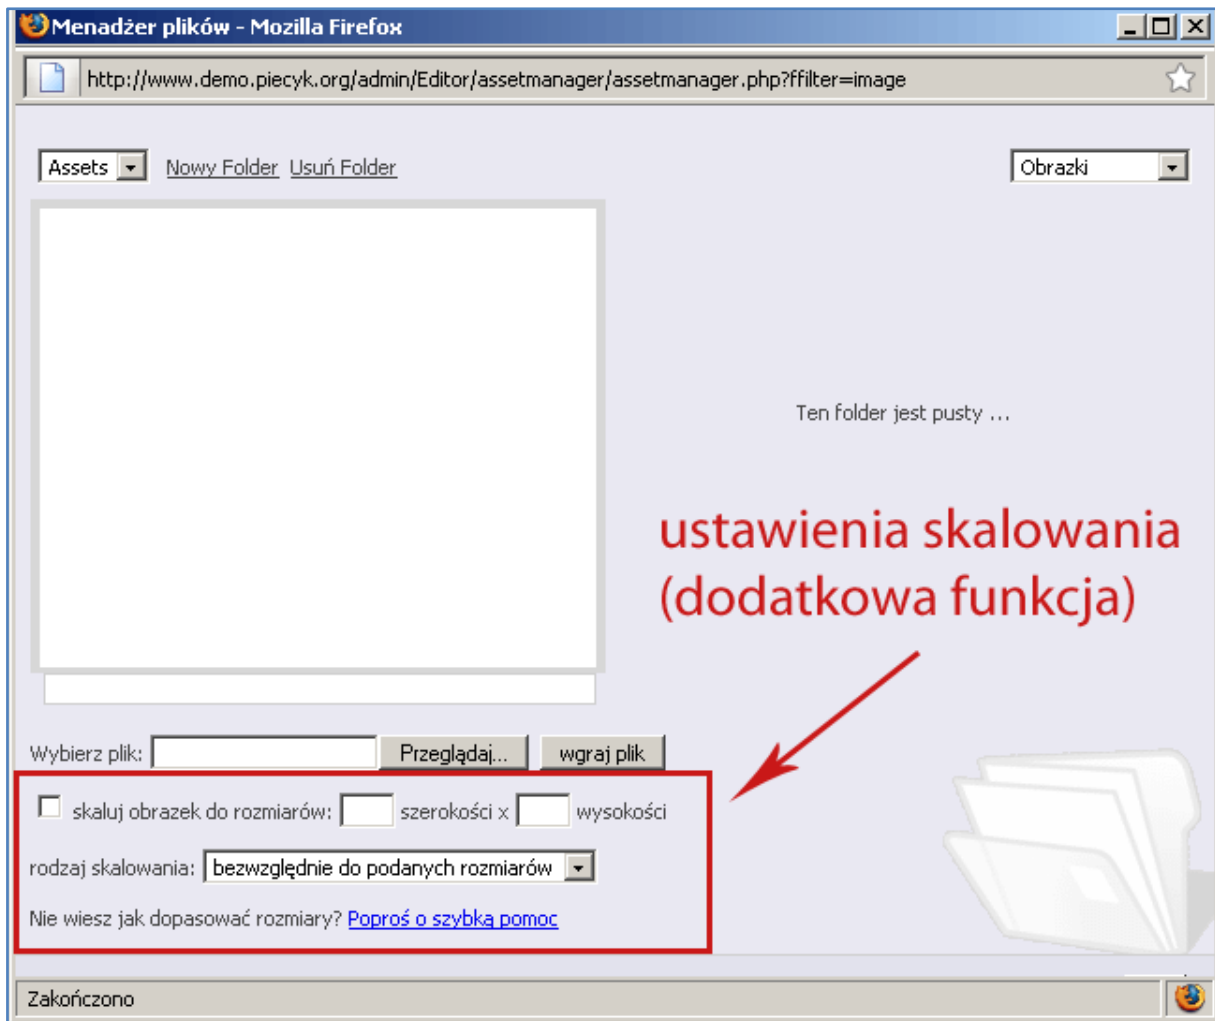 Menadżer plików - Mozilla Firefox
http://www.demo.piecyk.org/admin/Editor/assetmanager/assetmanager.php?ffilter=image
Assets Nowy Folder Usuń Folder Obrazki
Ten folder jest pusty ...
ustawienia skalowania
(dodatkowa funkcja)
Wybierz plik: Przeglądaj... wgraj plik
skaluj obrazek do rozmiarów: szerokości x wysokości
rodzaj skalowania: bezwzględnie do podanych rozmiarów
Nie wiesz jak dopasować rozmiary? Poproś o szybką pomoc
Zakończono